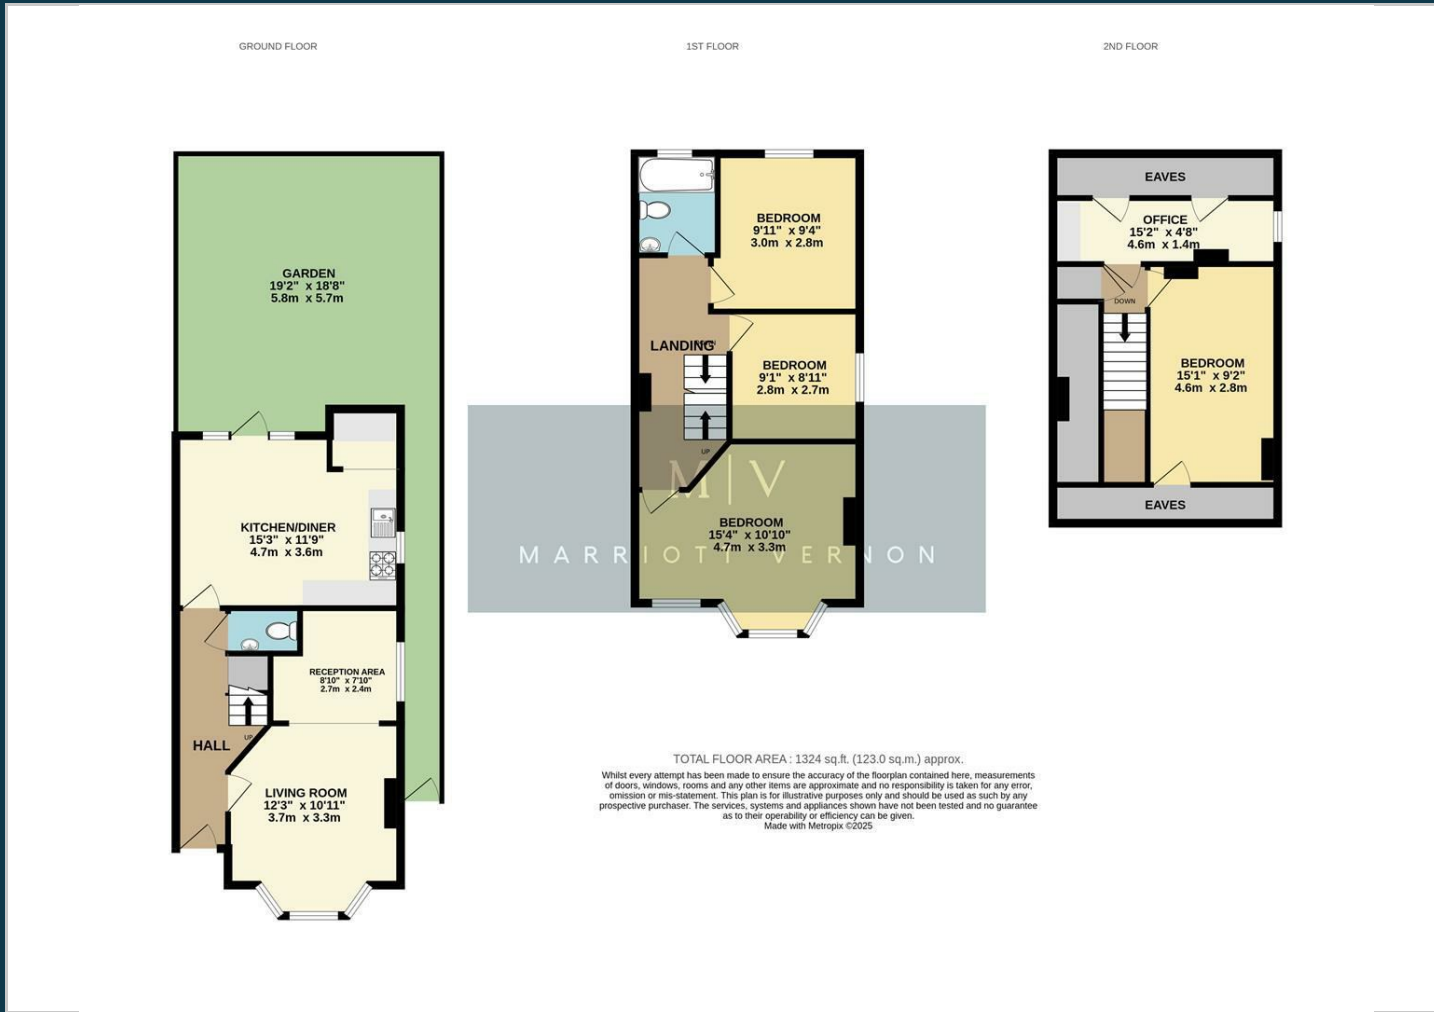 GROUND FLOOR
1ST FLOOR
2ND FLOOR
GARDEN
19'2" x 18'8"
5.8m x 5.7m
KITCHEN/DINER
15'3" x 11'9"
4.7m x 3.6m
RECEPTION AREA
8'10" x 7'10"
2.7m x 2.4m
UP
HALL
LIVING ROOM
12'3" x 10'11"
3.7m x 3.3m
BEDROOM
9'11" x 9'4"
3.0m x 2.8m
LANDING
BEDROOM
9'1" x 8'11"
2.8m x 2.7m
UP
M|V
BEDROOM
15'4" x 10'10"
4.7m x 3.3m
MARRIOTT VERNON
EAVES
OFFICE
15'2" x 4'8"
4.6m x 1.4m
DOWN
BEDROOM
15'1" x 9'2"
4.6m x 2.8m
EAVES
TOTAL FLOOR AREA : 1324 sq.ft. (123.0 sq.m.) approx.
Whilst every attempt has been made to ensure the accuracy of the floorplan contained here, measurements
of doors, windows, rooms and any other items are approximate and no responsibility is taken for any error,
omission or mis-statement. This plan is for illustrative purposes only and should be used as such by any
prospective purchaser. The services, systems and appliances shown have not been tested and no guarantee
as to their operability or efficiency can be given.
Made with Metropix ©2025